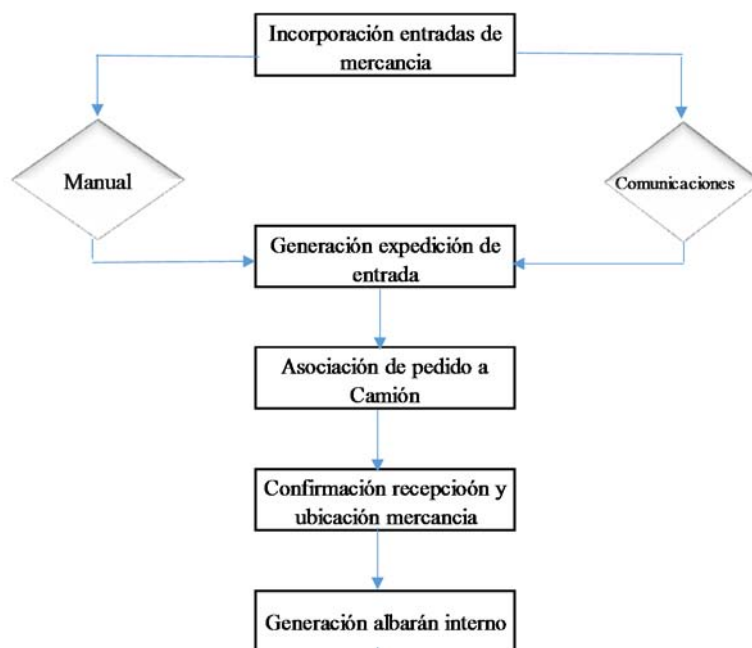 Incorporación entradas de
mercancia
Manual
Comunicaciones
Generación expedición de
entrada
Asociación de pedido a
Camión
Confirmación recepcioón y
ubicación mercancia
Generación albarán interno